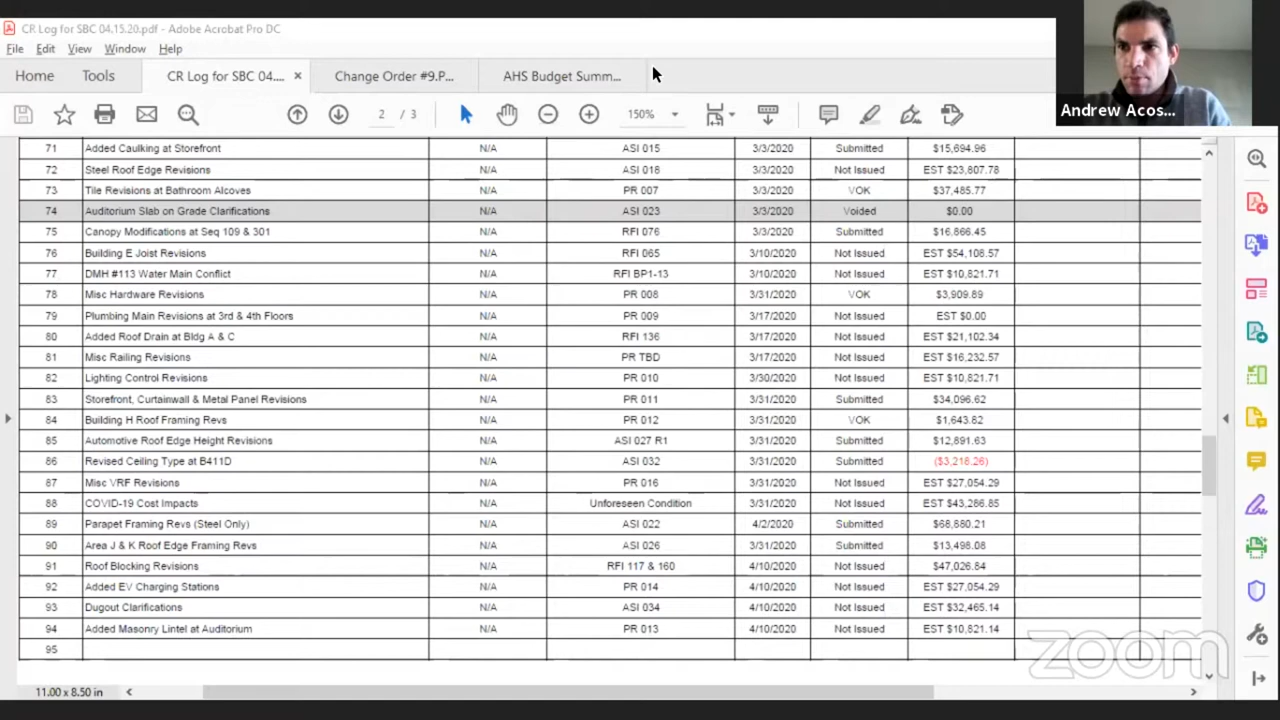 CR Log for SBC 04.15.20.pdf - Adobe Acrobat Pro DC
File Edit View Window Help
Home Tools CR Log for SBC 04.... × Change Order #9.P... AHS Budget Summ...
2 / 3 150%
Andrew Acos...
71 Added Caulking at Storefront N/A ASI 015 3/3/2020 Submitted $15,694.96
72 Steel Roof Edge Revisions N/A ASI 018 3/3/2020 Not Issued EST $23,807.78
73 Tile Revisions at Bathroom Alcoves N/A PR 007 3/3/2020 VOK $37,485.77
74 Auditorium Slab on Grade Clarifications N/A ASI 023 3/3/2020 Voided $0.00
75 Canopy Modifications at Seq 109 & 301 N/A RFI 076 3/3/2020 Submitted $16,866.45
76 Building E Joist Revisions N/A RFI 065 3/10/2020 Not Issued EST $54,108.57
77 DMH #113 Water Main Conflict N/A RFI BP1-13 3/10/2020 Not Issued EST $10,821.71
78 Misc Hardware Revisions N/A PR 008 3/31/2020 VOK $3,909.89
79 Plumbing Main Revisions at 3rd & 4th Floors N/A PR 009 3/17/2020 Not Issued EST $0.00
80 Added Roof Drain at Bldg A & C N/A RFI 136 3/17/2020 Not Issued EST $21,102.34
81 Misc Railing Revisions N/A PR TBD 3/17/2020 Not Issued EST $16,232.57
82 Lighting Control Revisions N/A PR 010 3/30/2020 Not Issued EST $10,821.71
83 Storefront, Curtainwall & Metal Panel Revisions N/A PR 011 3/31/2020 Submitted $34,096.62
84 Building H Roof Framing Revs N/A PR 012 3/31/2020 VOK $1,643.82
85 Automotive Roof Edge Height Revisions N/A ASI 027 R1 3/31/2020 Submitted $12,891.63
86 Revised Ceiling Type at B411D N/A ASI 032 3/31/2020 Submitted ($3,218.26)
87 Misc VRF Revisions N/A PR 016 3/31/2020 Not Issued EST $27,054.29
88 COVID-19 Cost Impacts N/A Unforeseen Condition 3/31/2020 Not Issued EST $43,286.85
89 Parapet Framing Revs (Steel Only) N/A ASI 022 4/2/2020 Submitted $68,880.21
90 Area J & K Roof Edge Framing Revs N/A ASI 026 3/31/2020 Submitted $13,498.08
91 Roof Blocking Revisions N/A RFI 117 & 160 4/10/2020 Not Issued $47,026.84
92 Added EV Charging Stations N/A PR 014 4/10/2020 Not Issued EST $27,054.29
93 Dugout Clarifications N/A ASI 034 4/10/2020 Not Issued EST $32,465.14
94 Added Masonry Lintel at Auditorium N/A PR 013 4/10/2020 Not Issued EST $10,821.14
95
zoom
11.00 x 8.50 in